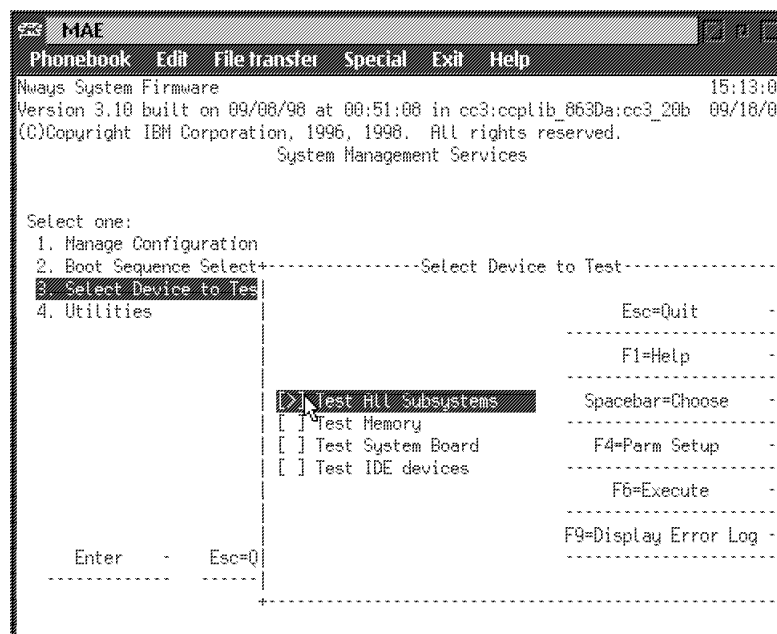 MAE
Phonebook Edit File transfer Special Exit Help
Nways System Firmware 15:13:0
Version 3.10 built on 09/08/98 at 00:51:08 in cc3:ccplib_863Da:cc3_20b 09/18/0
(C)Copyright IBM Corporation, 1996, 1998. All rights reserved.
System Management Services
Select one:
1. Manage Configuration
2. Boot Sequence Select+----------------Select Device to Test----------------
3. Select Device to Tes
4. Utilities Esc=Quit -
F1=Help -
[>] Test All Subsystems Spacebar=Choose -
[ ] Test Memory
[ ] Test System Board F4=Parm Setup -
[ ] Test IDE devices
F6=Execute -
F9=Display Error Log -
Enter - Esc=Q